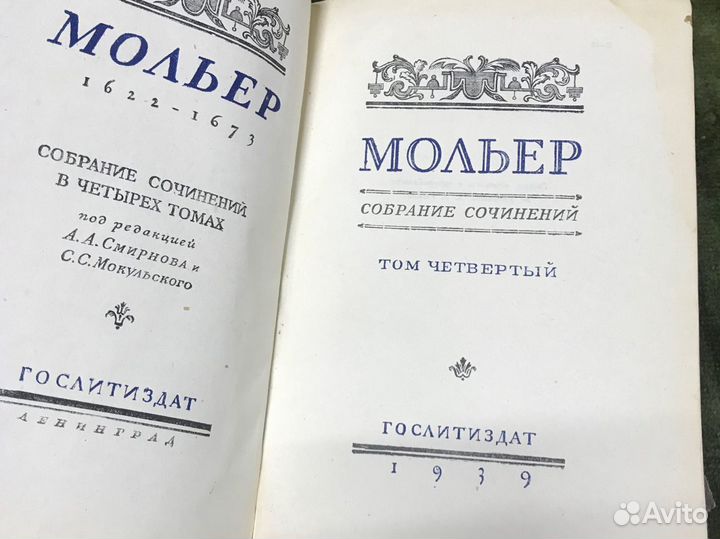 МОЛЬЕР
1622-1673
СОБРАНИЕ СОЧИНЕНИЙ
В ЧЕТЫРЕХ ТОМАХ
под редакцией
А.А.Смирнова и
С.С.Мокульского
ГОСЛИТИЗДАТ
ЛЕНИНГРАД
МОЛЬЕР
СОБРАНИЕ СОЧИНЕНИЙ
ТОМ ЧЕТВЕРТЫЙ
ГОСЛИТИЗДАТ
1939
Avito